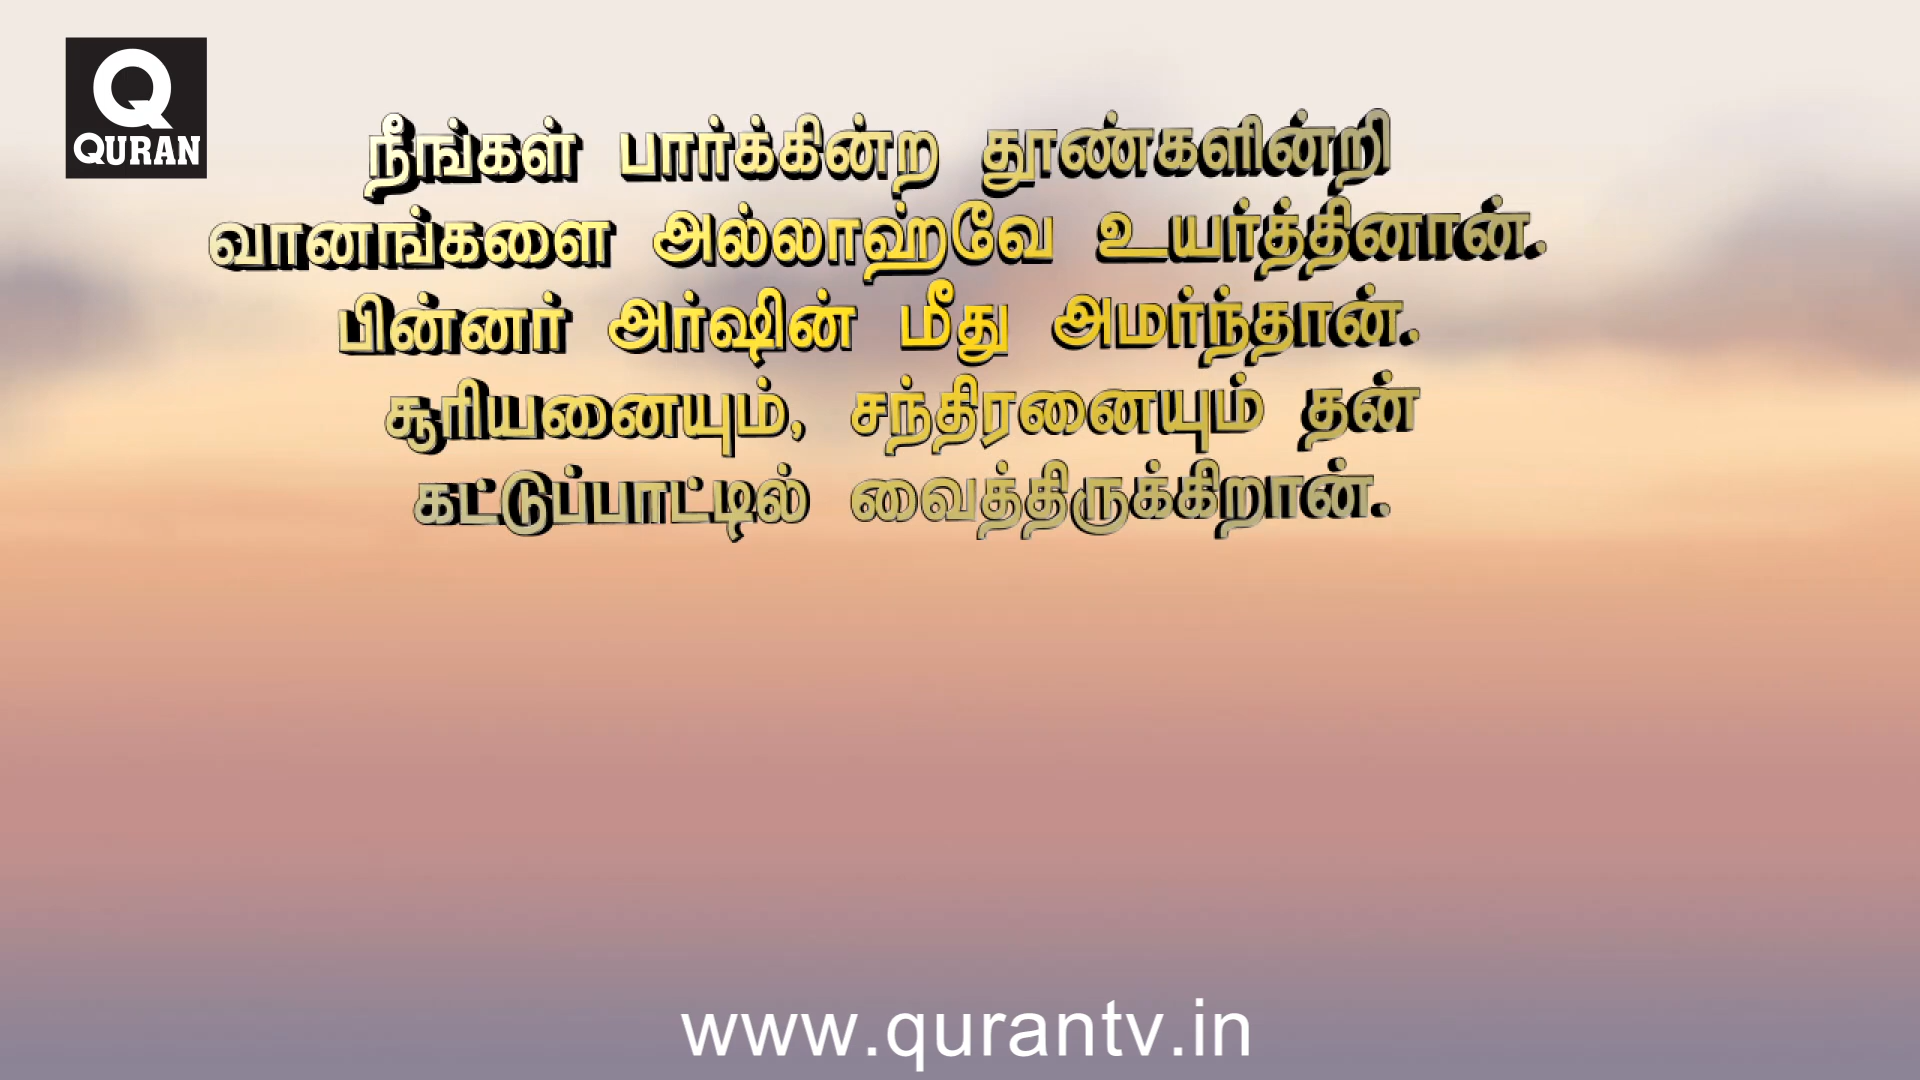 Q
QURAN
நீங்கள் பார்க்கின்ற தூண்களின்றி
வானங்களை அல்லாஹ்வே உயர்த்தினான்.
பின்னர் அர்ஷின் மீது அமர்ந்தான்.
சூரியனையும், சந்திரனையும் தன்
கட்டுப்பாட்டில் வைத்திருக்கிறான்.
www.qurantv.in